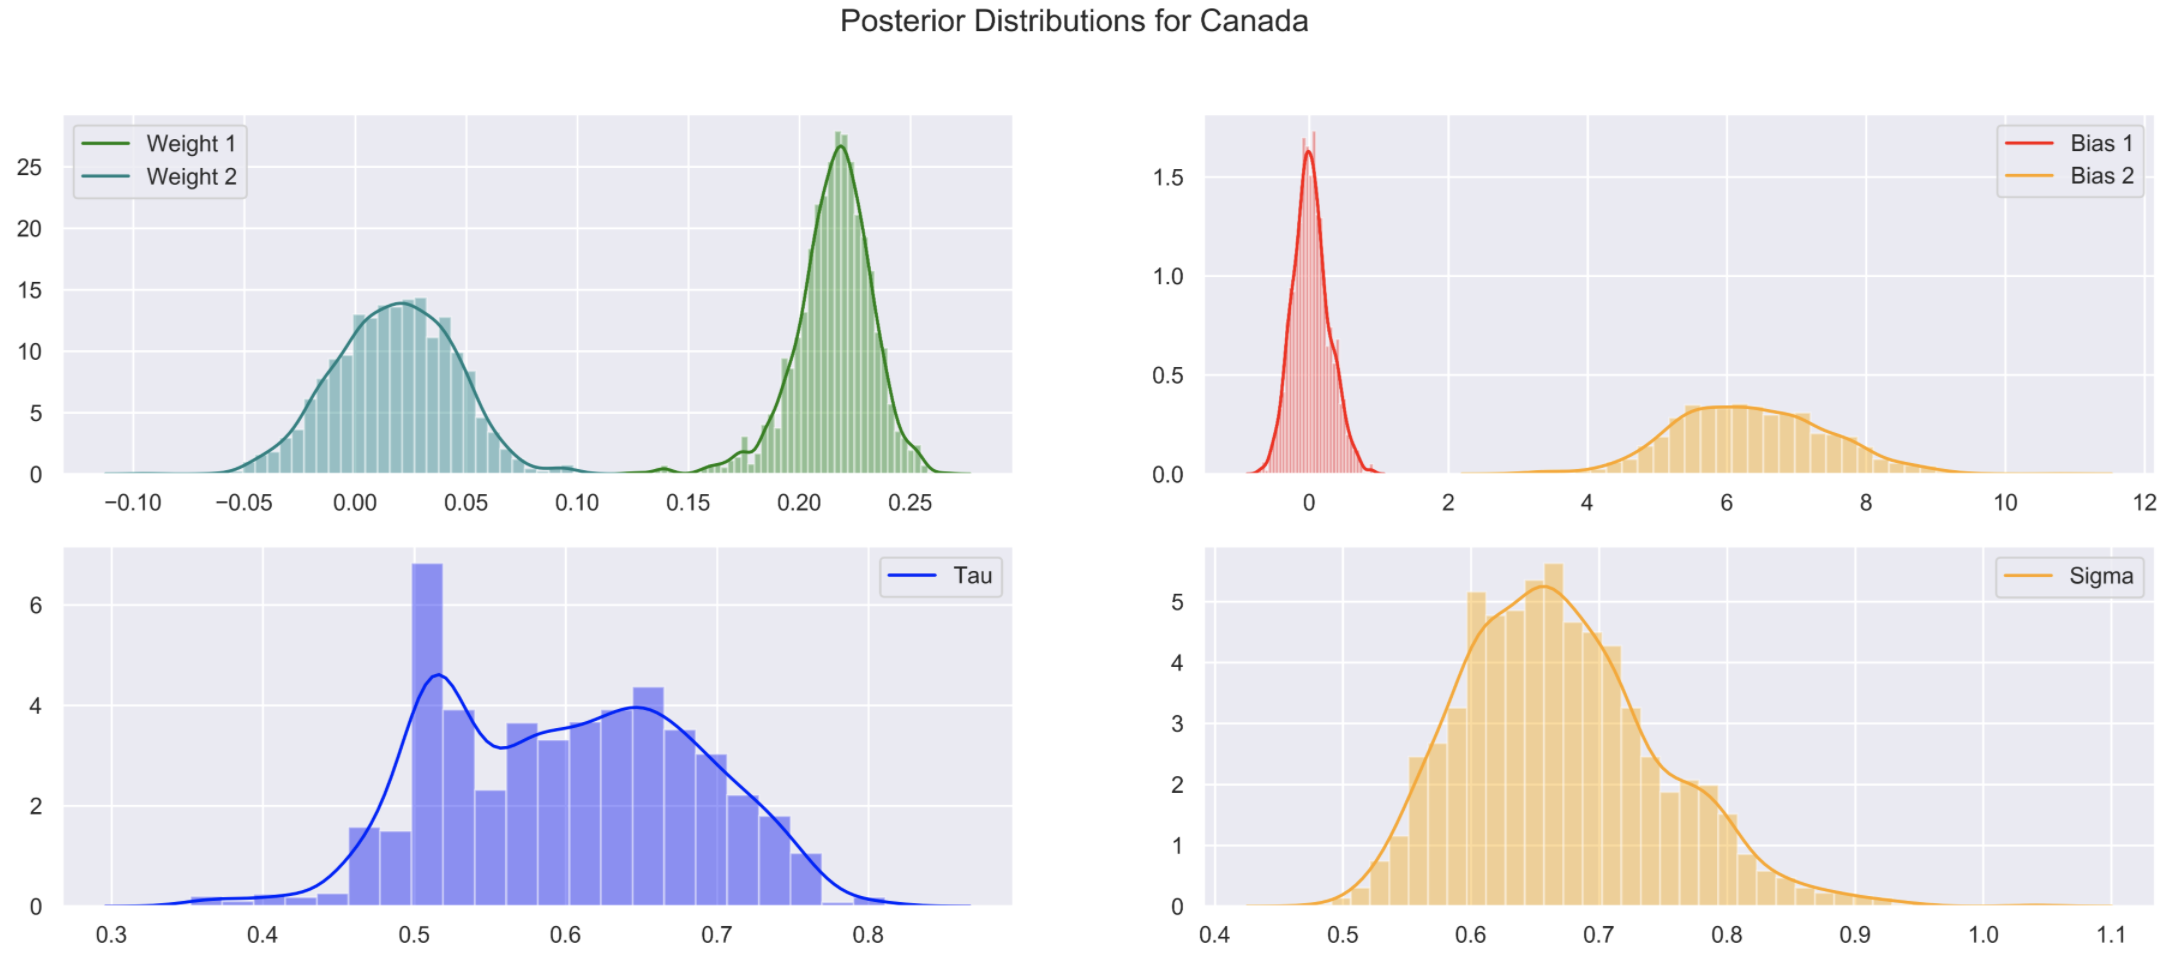 Posterior Distributions for Canada
Weight 1
Weight 2
25
20
15
10
5
0
−0.10 −0.05 0.00 0.05 0.10 0.15 0.20 0.25
Bias 1
Bias 2
1.5
1.0
0.5
0.0
0 2 4 6 8 10 12
Tau
6
4
2
0
0.3 0.4 0.5 0.6 0.7 0.8
Sigma
5
4
3
2
1
0
0.4 0.5 0.6 0.7 0.8 0.9 1.0 1.1